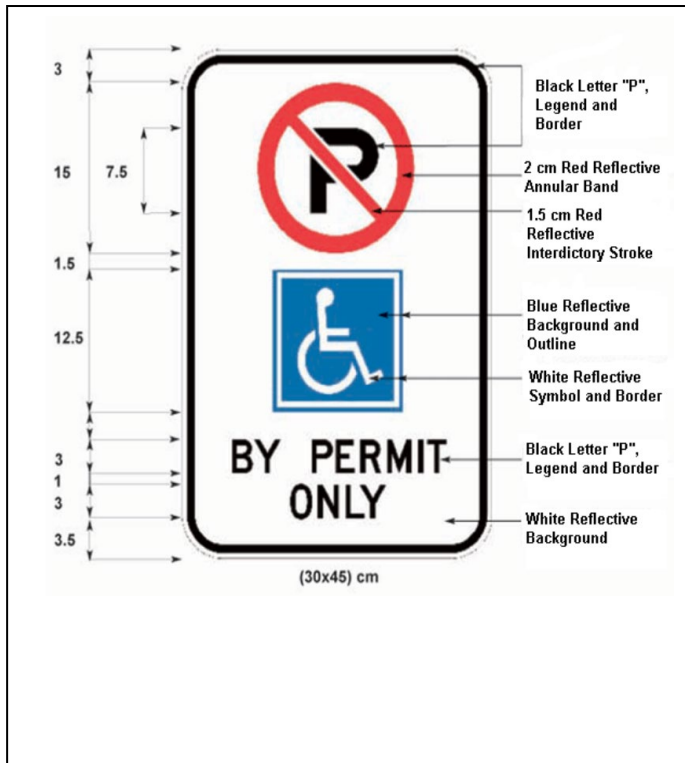 3
15
7.5
1.5
12.5
3
1
3
3.5
P
BY PERMIT
ONLY
Black Letter "P",
Legend and
Border
2 cm Red Reflective
Annular Band
1.5 cm Red
Reflective
Interdictory Stroke
Blue Reflective
Background and
Outline
White Reflective
Symbol and Border
Black Letter "P",
Legend and Border
White Reflective
Background
(30x45) cm